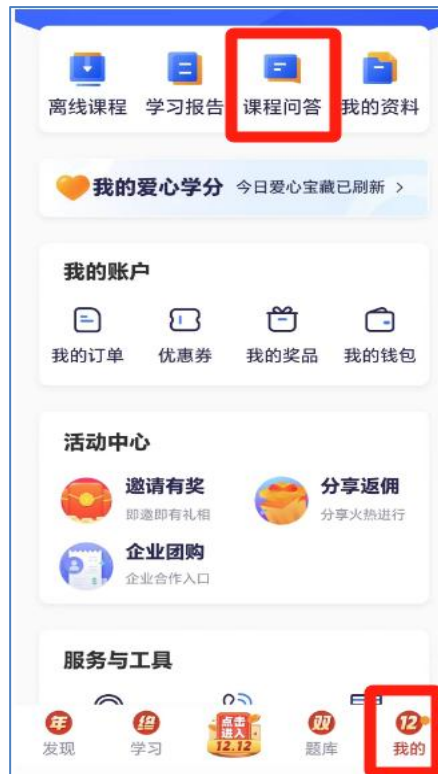 离线课程 学习报告 课程问答 我的资料
我的爱心学分 今日爱心宝藏已刷新 >
我的账户
我的订单 优惠券 我的奖品 我的钱包
活动中心
邀请有奖 分享返佣
即邀即有礼相 分享火热进行
企业团购
企业合作入口
服务与工具
年 终 点击 双 12
进入
12.12
发现 学习 题库 我的